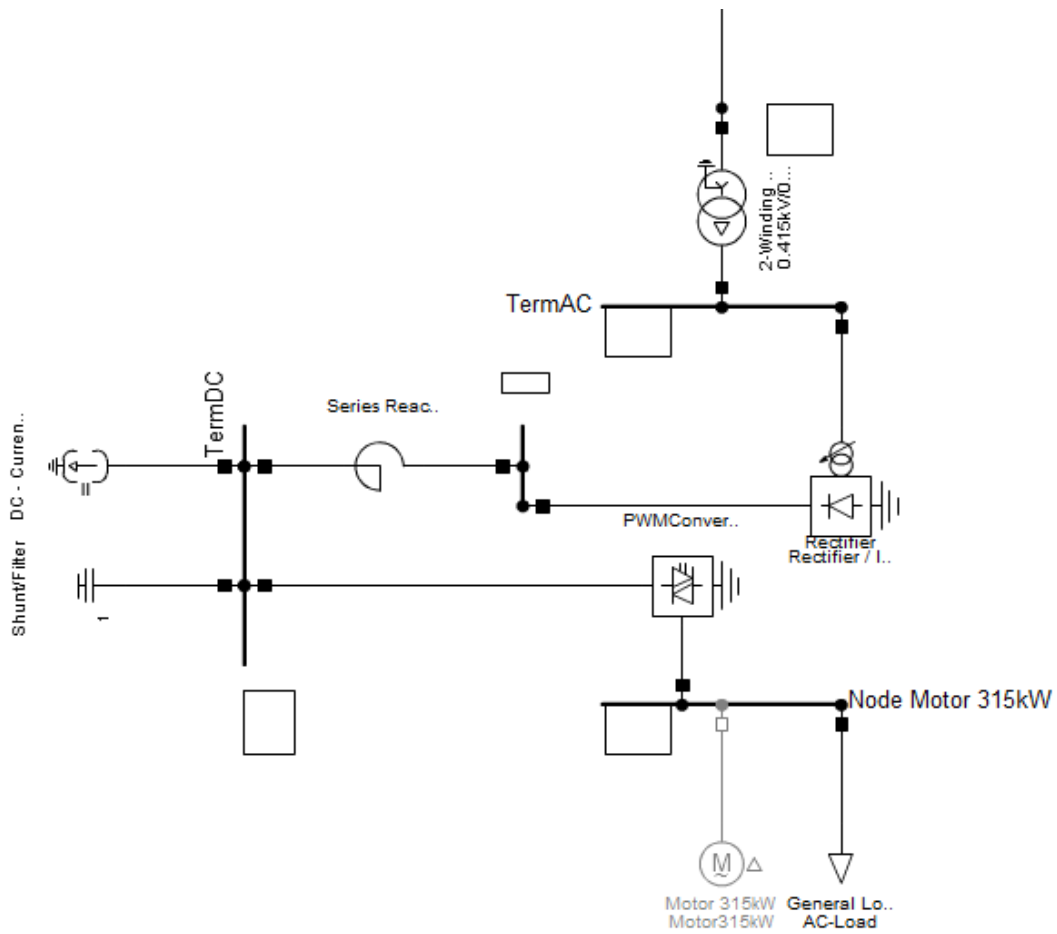 2-Winding ..
0.415kV/0...
TermAC
TermDC
Series Reac..
Shunt/Filter DC - Curren..
PWMConver..
Rectifier
Rectifier / I..
1
Node Motor 315kW
M
~
Motor 315kW
Motor315kW
General Lo..
AC-Load